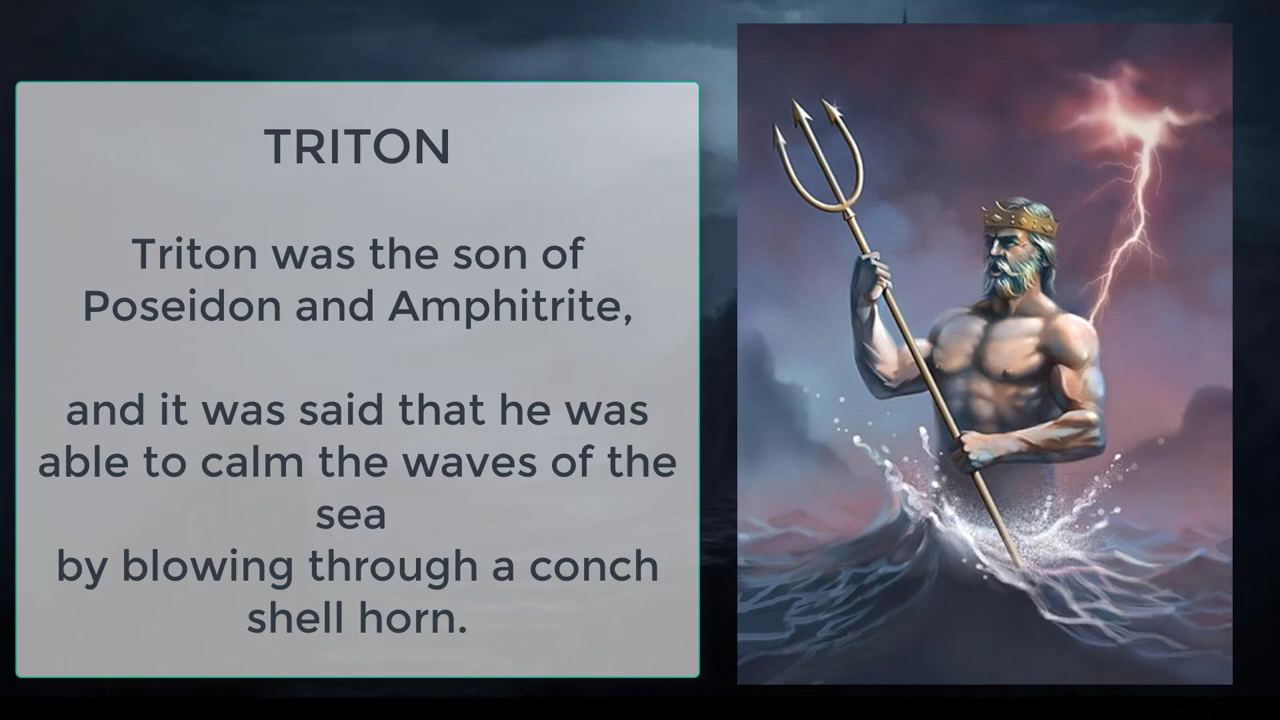 TRITON
Triton was the son of
Poseidon and Amphitrite,
and it was said that he was
able to calm the waves of the
sea
by blowing through a conch
shell horn.